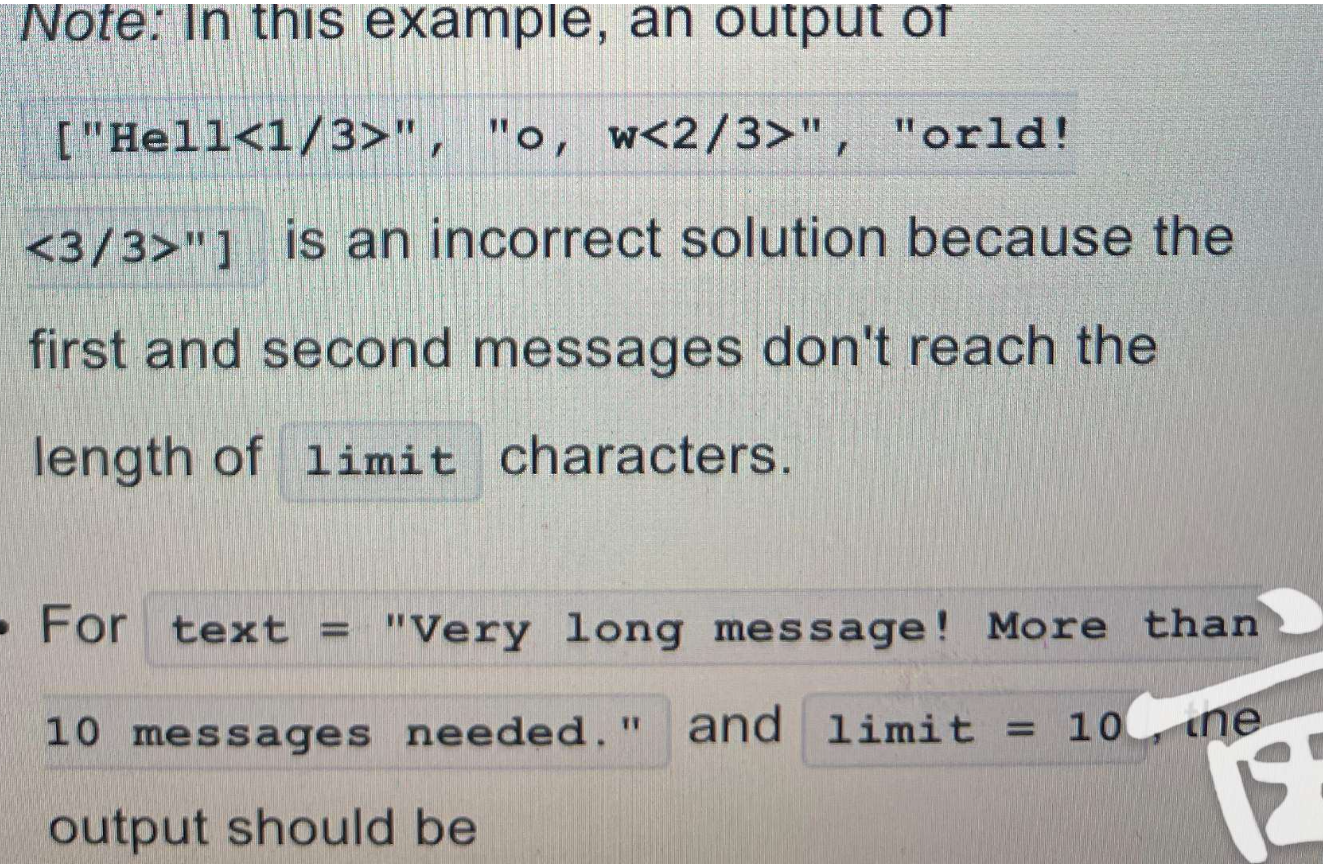 Note: In this example, an output of
["Hell<1/3>", "o, w<2/3>", "orld!
<3/3>"] is an incorrect solution because the
first and second messages don't reach the
length of limit characters.
• For text = "Very long message! More than
10 messages needed." and limit = 10, the
output should be